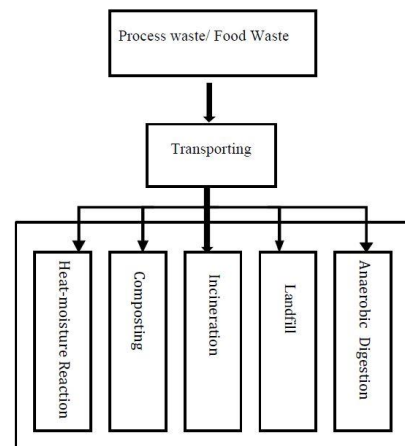 Process waste/ Food Waste
Transporting
Heat-moisture Reaction
Composting
Incineration
Landfill
Anaerobic Digestion